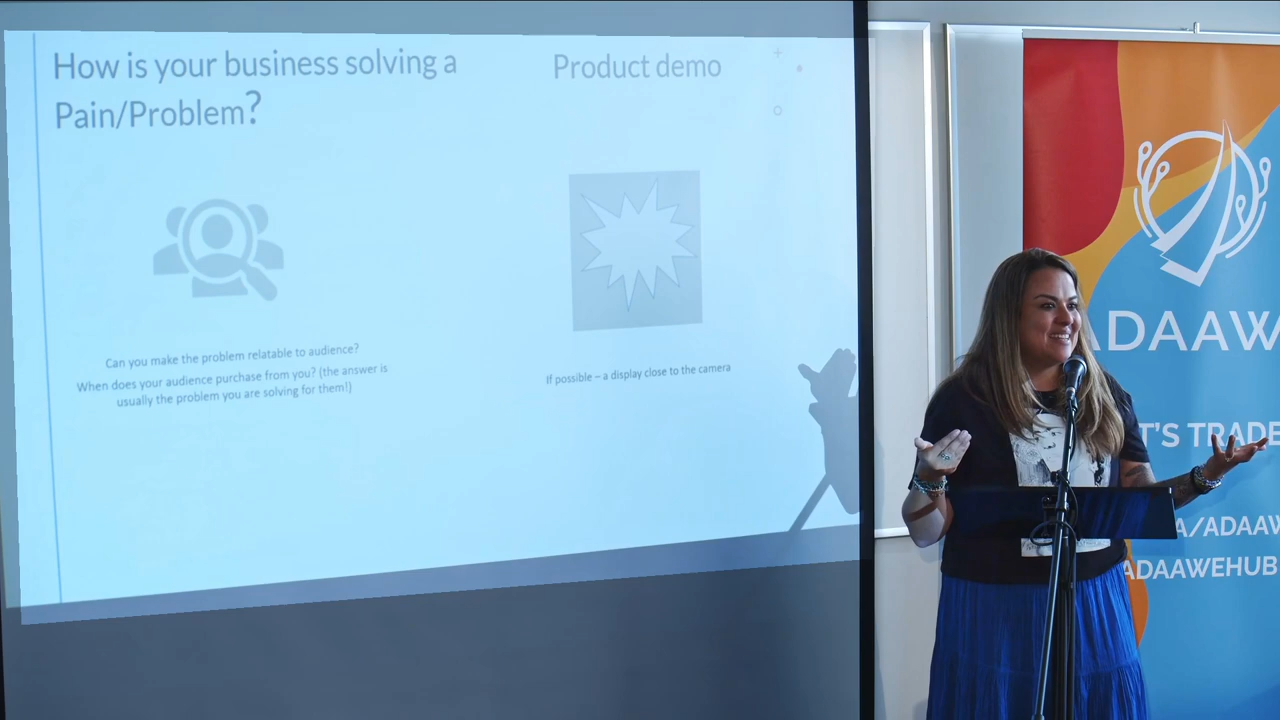 How is your business solving a
Pain/Problem?
Can you make the problem relatable to audience?
When does your audience purchase from you? (the answer is
usually the problem you are solving for them!)
Product demo
If possible – a display close to the camera
ADAAW
T'S TRADE
A/ADAAW
ADAAWEHUB